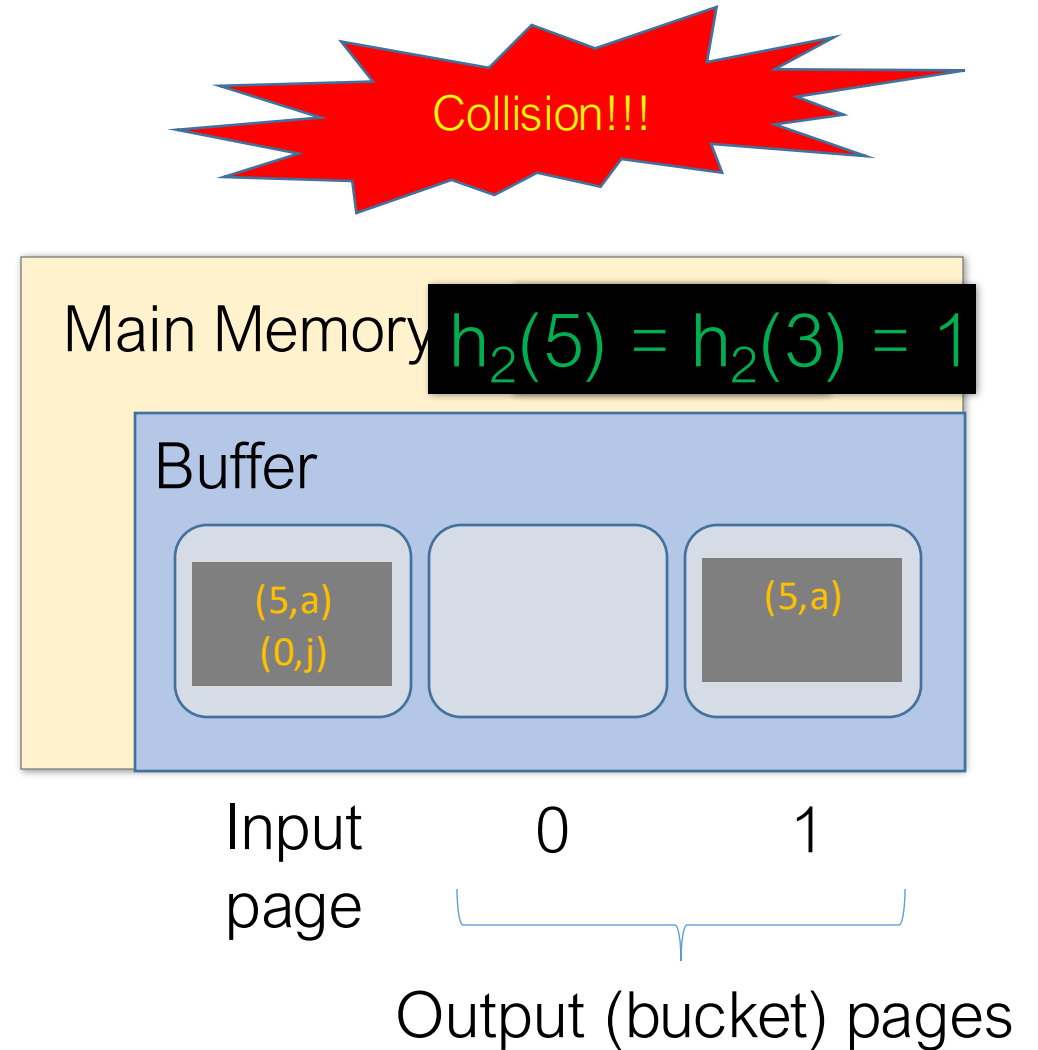 Collision!!!
Main Memory
h₂(5) = h₂(3) = 1
Buffer
(5,a)
(0,j)
(5,a)
Input
page
0
1
Output (bucket) pages